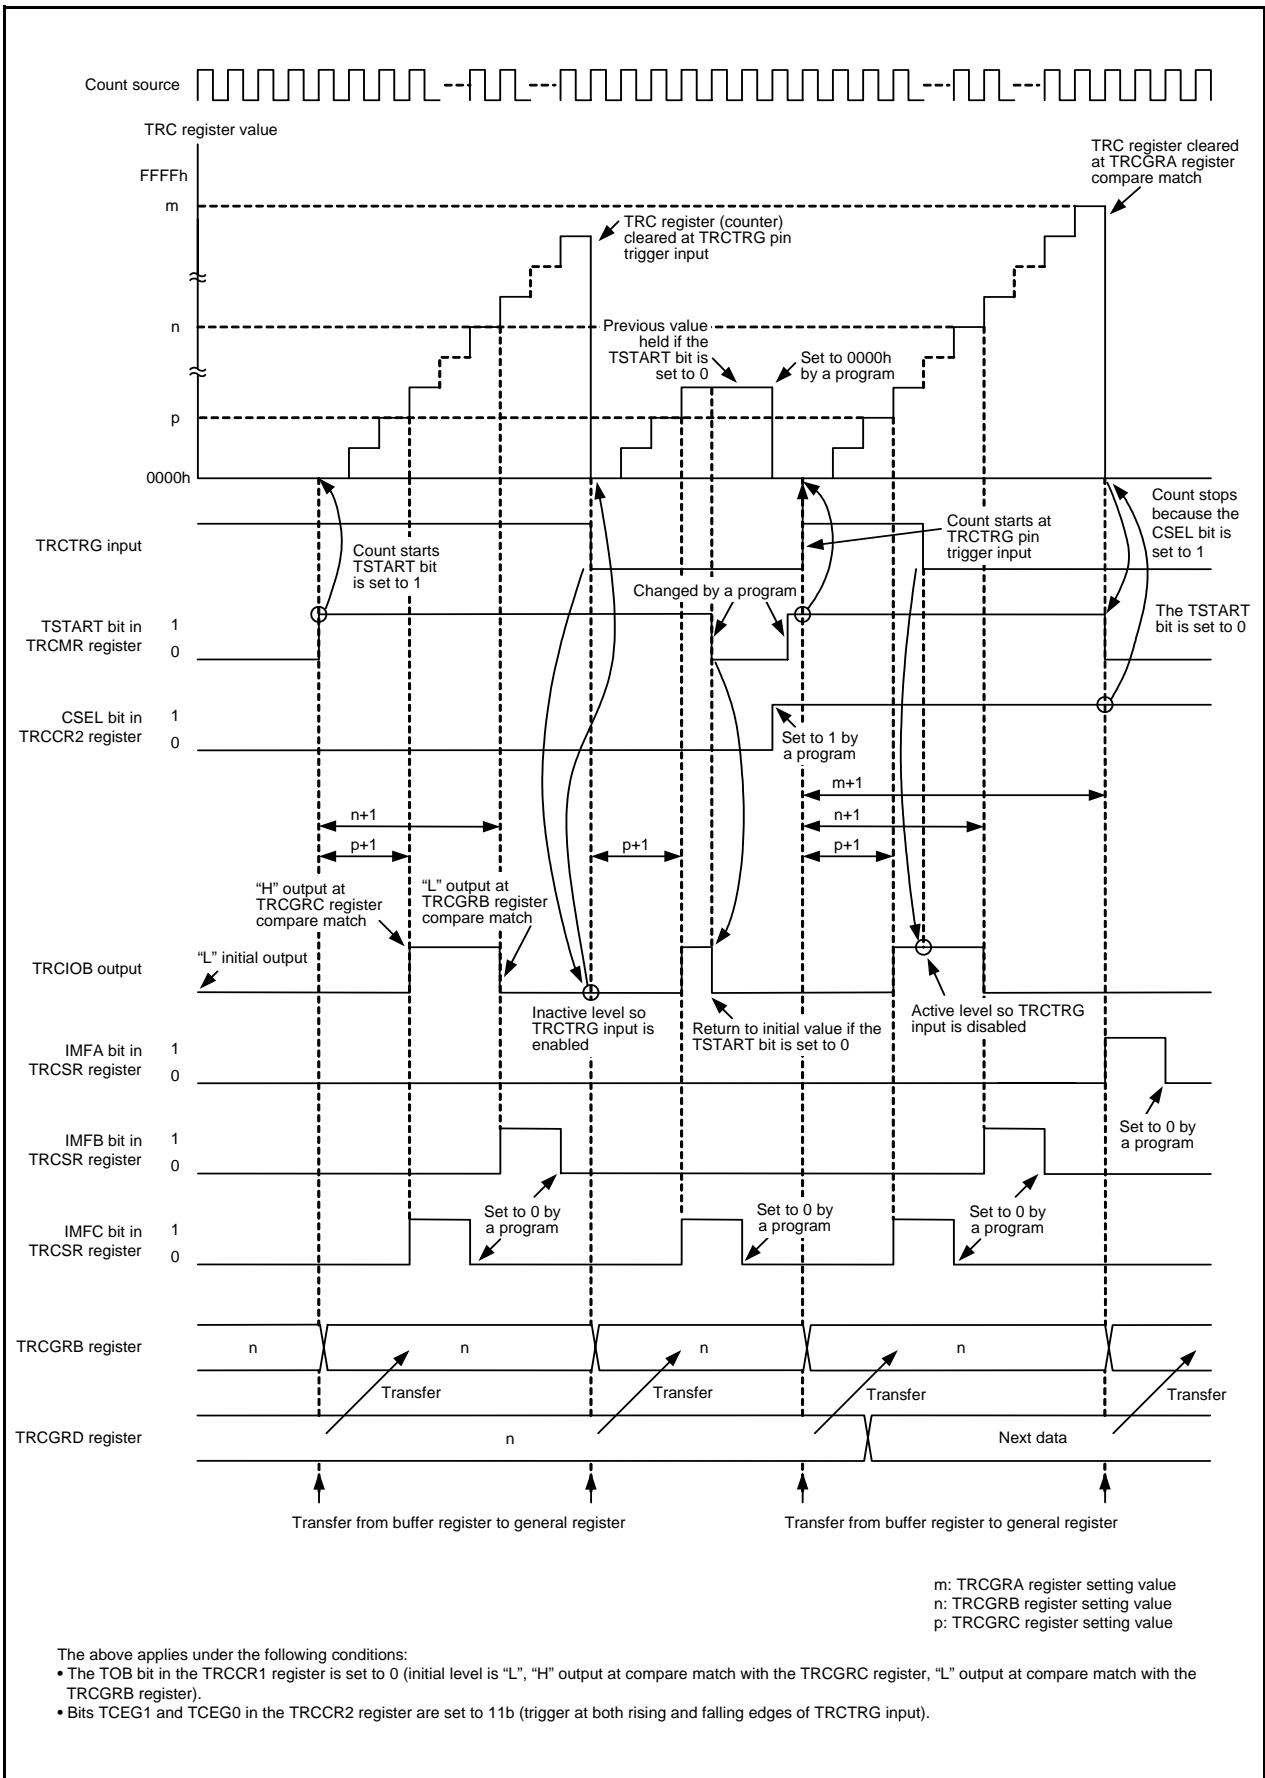 Count source
TRC register value
FFFFh
m
n
p
0000h
TRC register cleared
at TRCGRA register
compare match
TRC register (counter)
cleared at TRCTRG pin
trigger input
Previous value
held if the
TSTART bit is
set to 0
Set to 0000h
by a program
TRCTRG input
Count starts
TSTART bit
is set to 1
Count starts at
TRCTRG pin
trigger input
Count stops
because the
CSEL bit is
set to 1
Changed by a program
TSTART bit in
TRCMR register
1
0
The TSTART
bit is set to 0
CSEL bit in
TRCCR2 register
1
0
Set to 1 by
a program
m+1
n+1
n+1
p+1
p+1
p+1
“H” output at
TRCGRC register
compare match
“L” output at
TRCGRB register
compare match
TRCIOB output
“L” initial output
Inactive level so
TRCTRG input is
enabled
Return to initial value if the
TSTART bit is set to 0
Active level so TRCTRG
input is disabled
IMFA bit in
TRCSR register
1
0
Set to 0 by
a program
IMFB bit in
TRCSR register
1
0
Set to 0 by
a program
Set to 0 by
a program
Set to 0 by
a program
IMFC bit in
TRCSR register
1
0
TRCGRB register
n
n
n
n
Transfer
Transfer
Transfer
Transfer
TRCGRD register
n
Next data
Transfer from buffer register to general register
Transfer from buffer register to general register
m: TRCGRA register setting value
n: TRCGRB register setting value
p: TRCGRC register setting value
The above applies under the following conditions:
• The TOB bit in the TRCCR1 register is set to 0 (initial level is “L”, “H” output at compare match with the TRCGRC register, “L” output at compare match with the
TRCGRB register).
• Bits TCEG1 and TCEG0 in the TRCCR2 register are set to 11b (trigger at both rising and falling edges of TRCTRG input).